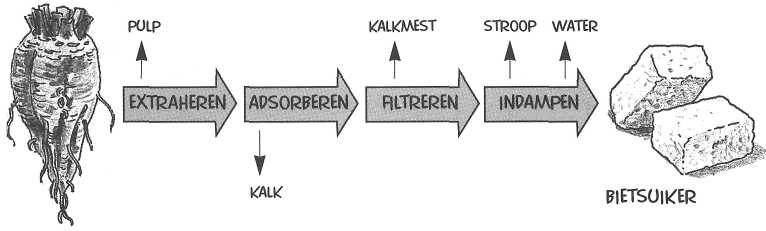 PULP
KALKMEST
STROOP
WATER
EXTRAHEREN
ADSORBEREN
FILTREREN
INDAMPEN
KALK
BIETSUIKER